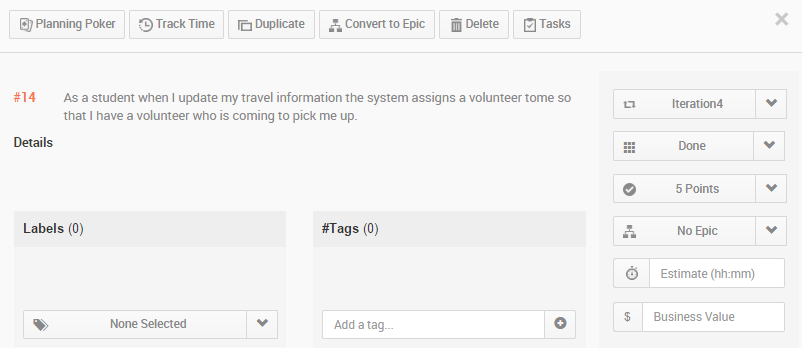 Planning Poker
Track Time
Duplicate
Convert to Epic
Delete
Tasks
#14
As a student when I update my travel information the system assigns a volunteer tome so
that I have a volunteer who is coming to pick me up.
Details
Labels (0)
None Selected
#Tags (0)
Add a tag...
Iteration4
Done
5 Points
No Epic
Estimate (hh:mm)
$ Business Value